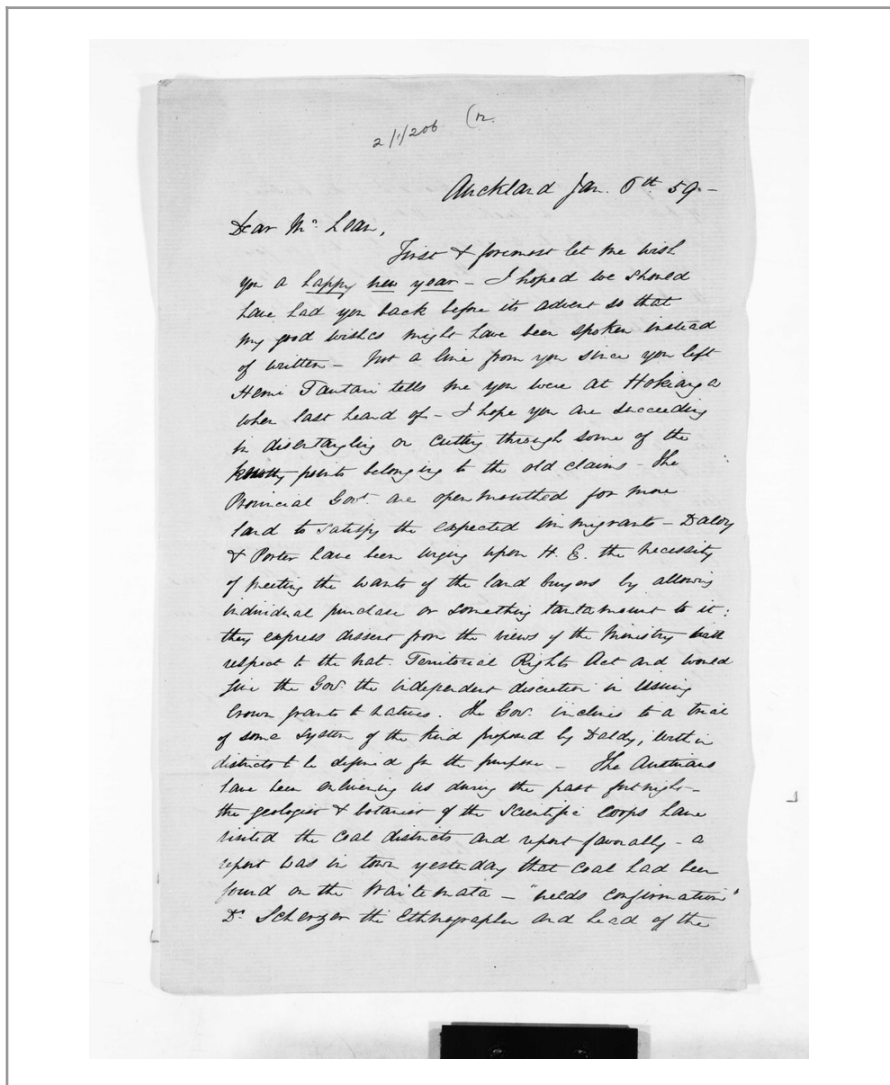 2/1/206 (12.
Auckland Jan. 6th 59 -
Dear Mc Lean,
First & foremost let me wish
you a happy new year - I hoped we should
have had you back before its advent so that
my good wishes might have been spoken instead
of written - Not a line from you since you left
Hemi Tautari tells me you were at Hokianga
when last heard of - I hope you are succeeding
in disentangling or cutting through some of the
knotty points belonging to the old claims - The
Provincial Govt. are openmouthed for more
land to satisfy the expected immigrants - Daldy
& Porter have been urging upon H. E. the necessity
of meeting the wants of the land buyers by allowing
individual purchase or something tantamount to it:
they express dissent from the views of the Ministry with
respect to the Nat. Territorial Rights Act and would
give the Govr. the independent discretion in issuing
Crown grants to natives. The Govr. inclines to a trial
of some system of the kind proposed by Daldy, within
districts to be defined for the purpose - The Austrians
have been enlivening us during the past fortnight -
the geologist & botanist of the Scientific Corps have
visited the coal districts and report favorably - a
report was in town yesterday that coal had been
found on the Waitemata - "needs confirmation"
Dr. Scherzer the Ethnographer and head of the